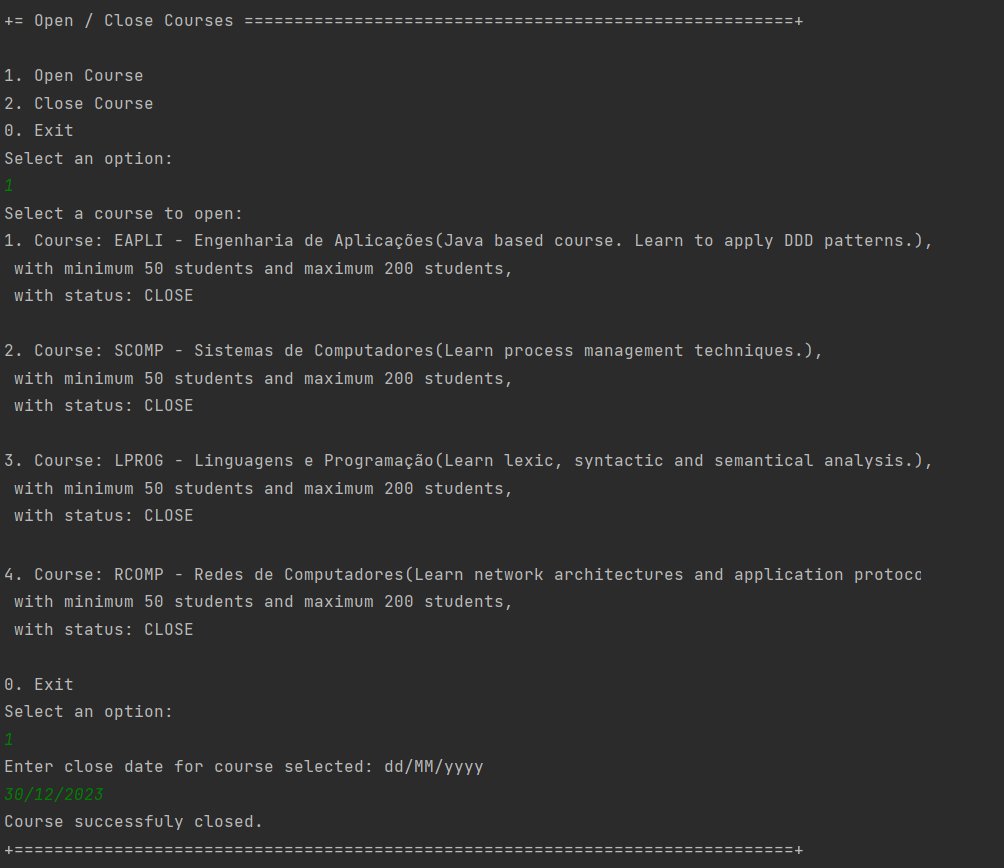 += Open / Close Courses =======================================================+
1. Open Course
2. Close Course
0. Exit
Select an option:
1
Select a course to open:
1. Course: EAPLI - Engenharia de Aplicações(Java based course. Learn to apply DDD patterns.),
with minimum 50 students and maximum 200 students,
with status: CLOSE
2. Course: SCOMP - Sistemas de Computadores(Learn process management techniques.),
with minimum 50 students and maximum 200 students,
with status: CLOSE
3. Course: LPROG - Linguagens e Programação(Learn lexic, syntactic and semantical analysis.),
with minimum 50 students and maximum 200 students,
with status: CLOSE
4. Course: RCOMP - Redes de Computadores(Learn network architectures and application
with minimum 50 students and maximum 200 students,
with status: CLOSE
0. Exit
Select an option:
1
Enter close date for course selected: dd/MM/yyyy
30/12/2023
Course successfuly closed.
+==============================================================================+